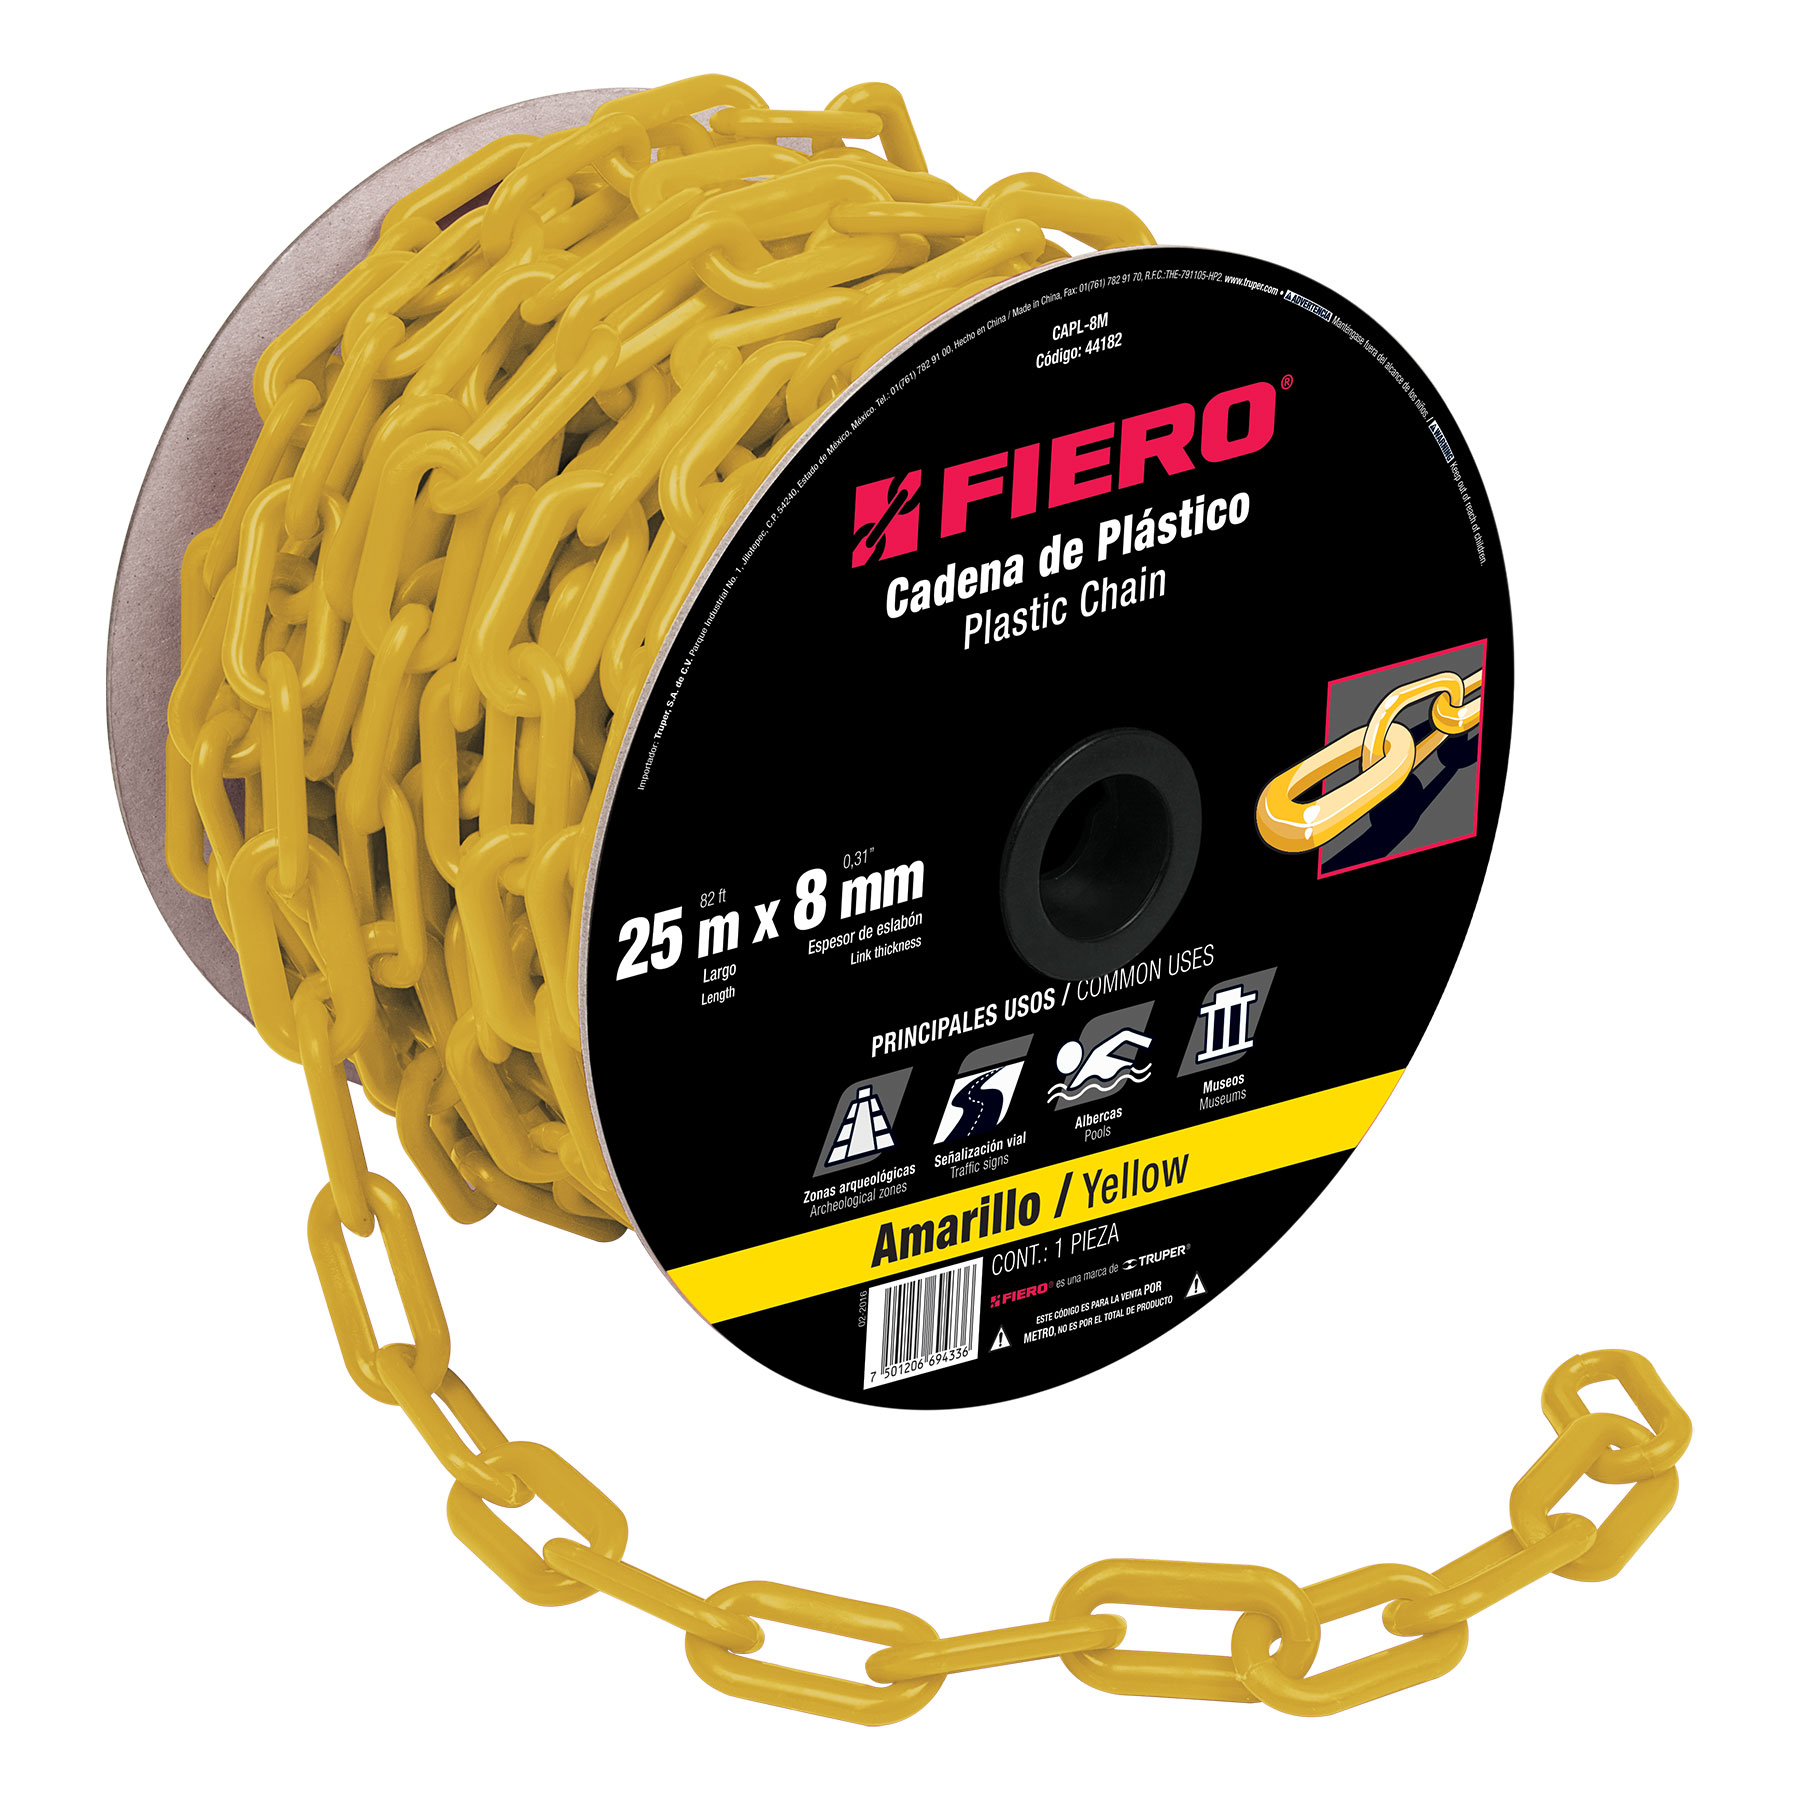 Importador: Truper, S.A. de C.V. Parque Industrial No. 1, Jilotepec, C.P. 54240, Estado de México, México. Tel.: 01(761) 782 91 00, Hecho en China / Made in China, Fax: 01(761) 782 91 70, R.F.C.:THE-791105-HP2. www.truper.com • ADVERTENCIA Manténgase fuera del alcance de los niños. / WARNING Keep out of reach of children.
CAPL-8M
Código: 44182
FIERO®
Cadena de Plástico
Plastic Chain
82 ft 0,31"
25 m x 8 mm
Largo Espesor de eslabón
Length Link thickness
PRINCIPALES USOS / COMMON USES
Zonas arqueológicas
Archeological zones
Señalización vial
Traffic signs
Albercas
Pools
Museos
Museums
Amarillo / Yellow
CONT.: 1 PIEZA
FIERO® es una marca de TRUPER®
ESTE CÓDIGO ES PARA LA VENTA POR
METRO, NO ES POR EL TOTAL DE PRODUCTO
02-2016
7 501206 694336